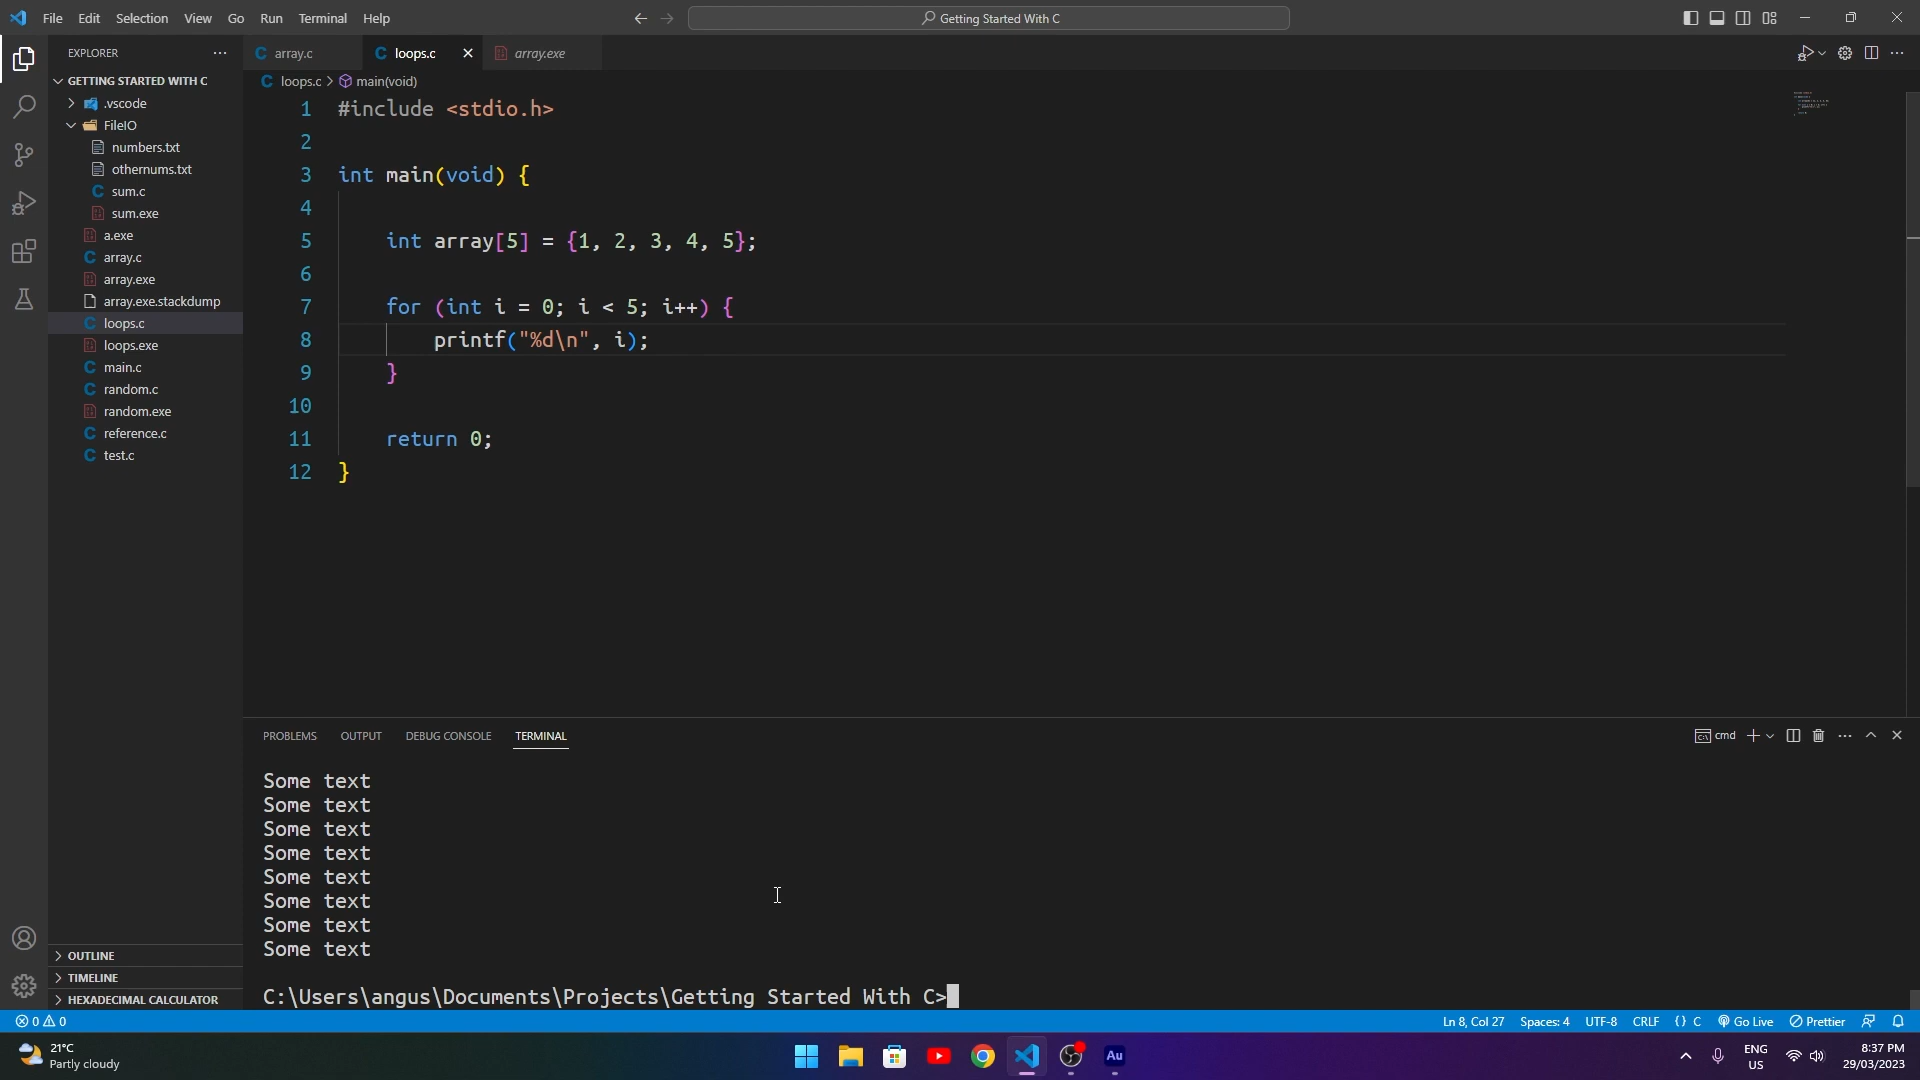 File Edit Selection View Go Run Terminal Help
Getting Started With C
EXPLORER
GETTING STARTED WITH C
.vscode
FileIO
numbers.txt
othernums.txt
sum.c
sum.exe
a.exe
array.c
array.exe
array.exe.stackdump
loops.c
loops.exe
main.c
random.c
random.exe
reference.c
test.c
OUTLINE
TIMELINE
HEXADECIMAL CALCULATOR
array.c loops.c array.exe
loops.c > main(void)
1 #include <stdio.h>
2
3 int main(void) {
4
5 int array[5] = {1, 2, 3, 4, 5};
6
7 for (int i = 0; i < 5; i++) {
8 printf("%d\n", i);
9 }
10
11 return 0;
12 }
PROBLEMS OUTPUT DEBUG CONSOLE TERMINAL
cmd
Some text
Some text
Some text
Some text
Some text
Some text
Some text
Some text
C:\Users\angus\Documents\Projects\Getting Started With C>
0 0
Ln 8, Col 27 Spaces: 4 UTF-8 CRLF {} C Go Live Prettier
21°C
Partly cloudy
Au
ENG
US
8:37 PM
29/03/2023